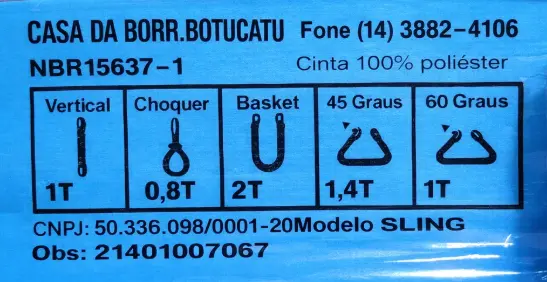 CASA DA BORR.BOTUCATU Fone (14) 3882-4106
NBR15637-1 Cinta 100% poliéster
Vertical Choquer Basket 45 Graus 60 Graus
1T 0,8T 2T 1,4T 1T
CNPJ: 50.336.098/0001-20Modelo SLING
Obs: 21401007067